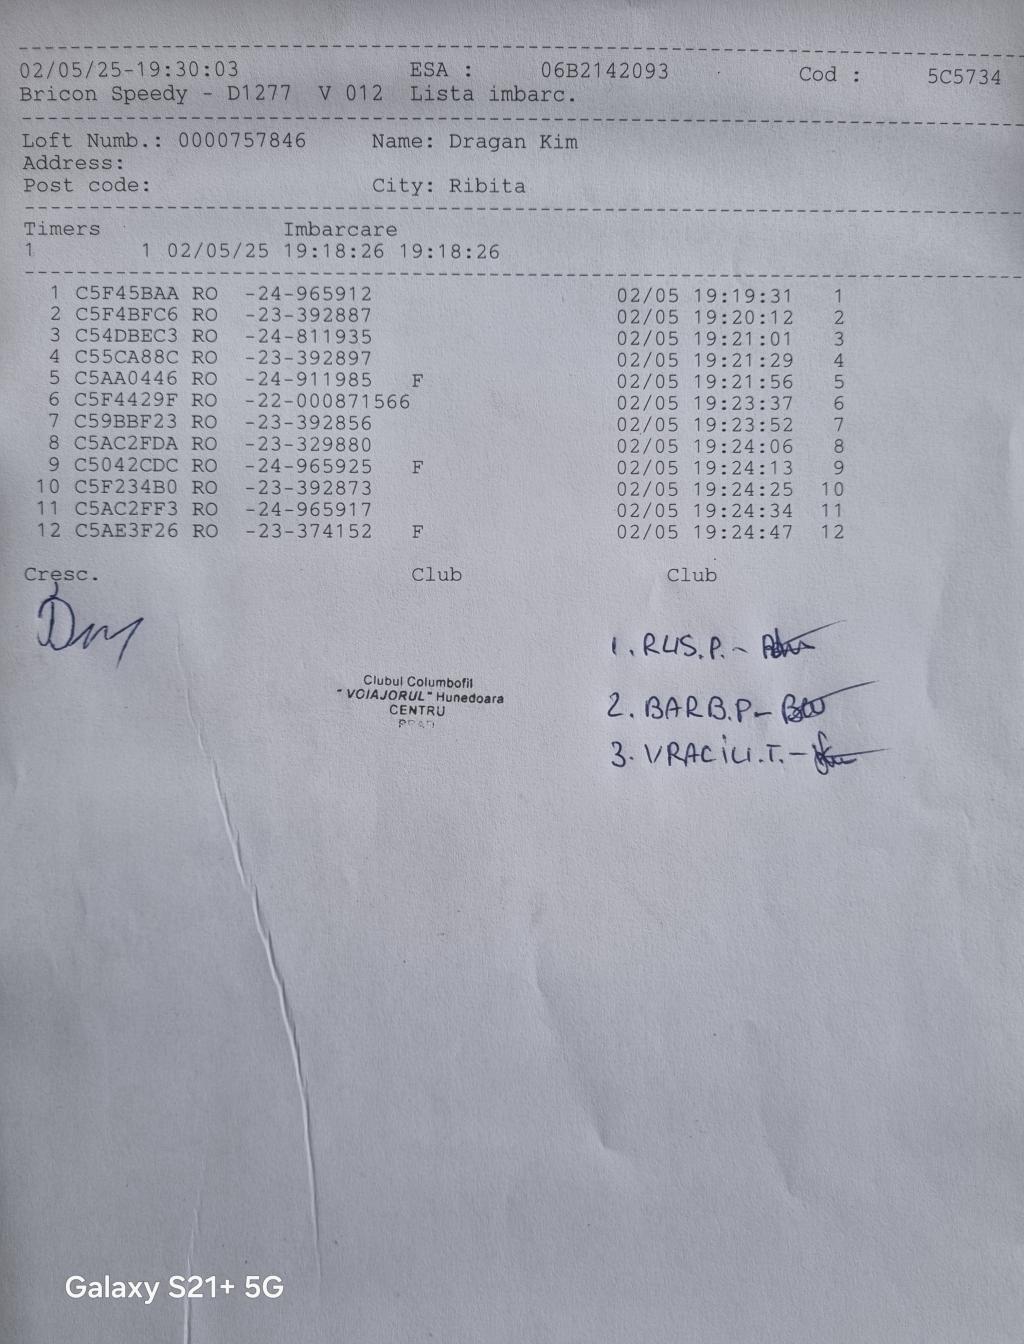 02/05/25-19:30:03 ESA : 06B2142093 Cod : 5C5734
Bricon Speedy - D1277 V 012 Lista imbarc.
Loft Numb.: 0000757846 Name: Dragan Kim
Address:
Post code: City: Ribita
Timers Imbarcare
1 1 02/05/25 19:18:26 19:18:26
1 C5F45BAA RO -24-965912 02/05 19:19:31 1
2 C5F4BFC6 RO -23-392887 02/05 19:20:12 2
3 C54DBEC3 RO -24-811935 02/05 19:21:01 3
4 C55CA88C RO -23-392897 02/05 19:21:29 4
5 C5AA0446 RO -24-911985 F 02/05 19:21:56 5
6 C5F4429F RO -22-000871566 02/05 19:23:37 6
7 C59BBF23 RO -23-392856 02/05 19:23:52 7
8 C5AC2FDA RO -23-329880 02/05 19:24:06 8
9 C5042CDC RO -24-965925 F 02/05 19:24:13 9
10 C5F234B0 RO -23-392873 02/05 19:24:25 10
11 C5AC2FF3 RO -24-965917 02/05 19:24:34 11
12 C5AE3F26 RO -23-374152 F 02/05 19:24:47 12
Cresc. Club Club
1. RUS.P. -
Clubul Columbofil
"VOIAJORUL" Hunedoara
CENTRU
BRAD
2. BARB.P -
3. VRACIU.T. -
Galaxy S21+ 5G